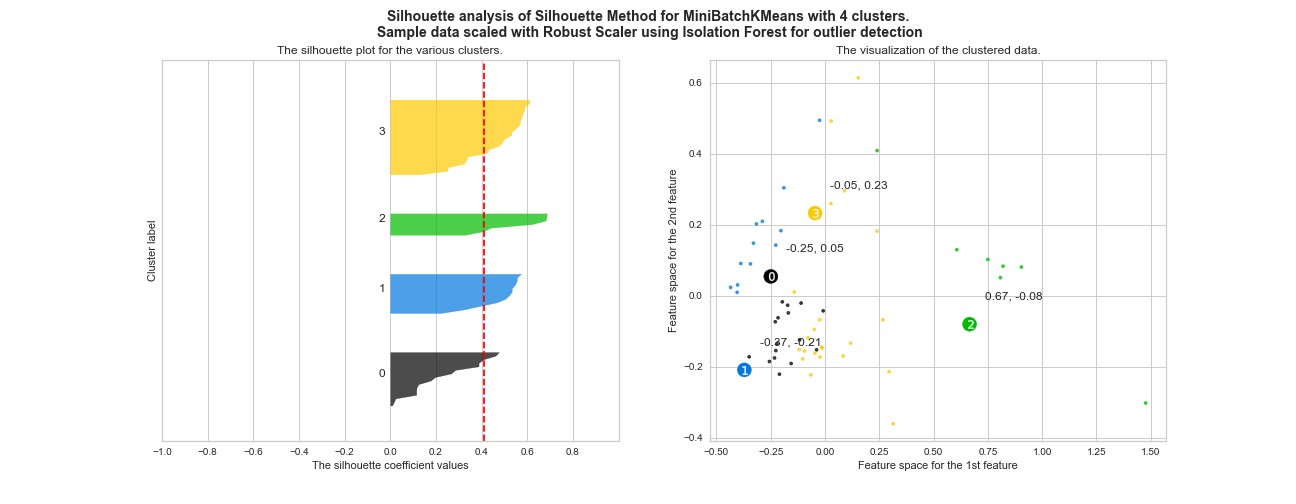 Silhouette analysis of Silhouette Method for MiniBatchKMeans with 4 clusters.
Sample data scaled with Robust Scaler using Isolation Forest for outlier detection
The silhouette plot for the various clusters.
3
2
1
0
Cluster label
−1.0 −0.8 −0.6 −0.4 −0.2 0.0 0.2 0.4 0.6 0.8
The silhouette coefficient values
The visualization of the clustered data.
0.6
0.4
0.2
0.0
−0.2
−0.4
Feature space for the 2nd feature
-0.05, 0.23
3
-0.25, 0.05
0
0.67, -0.08
2
-0.37, -0.21
1
−0.50 −0.25 0.00 0.25 0.50 0.75 1.00 1.25 1.50
Feature space for the 1st feature